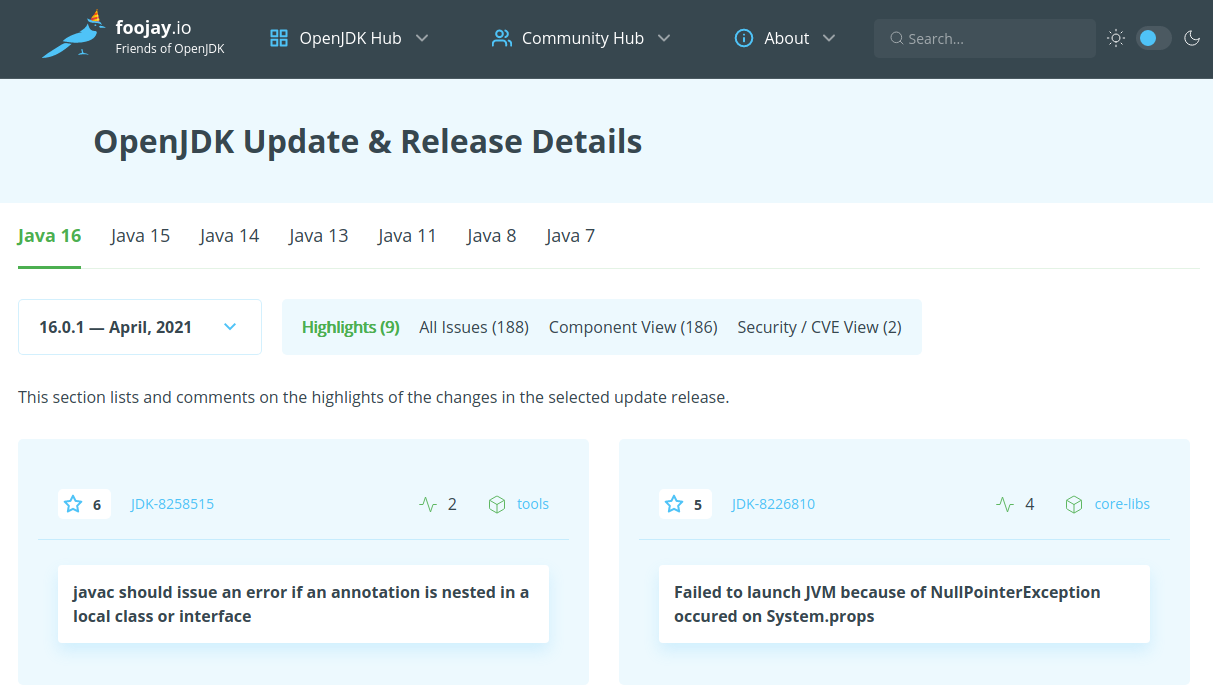 foojay.io
Friends of OpenJDK
OpenJDK Hub
Community Hub
About
Search...
OpenJDK Update & Release Details
Java 16
Java 15
Java 14
Java 13
Java 11
Java 8
Java 7
16.0.1 — April, 2021
Highlights (9)
All Issues (188)
Component View (186)
Security / CVE View (2)
This section lists and comments on the highlights of the changes in the selected update release.
6
JDK-8258515
2
tools
javac should issue an error if an annotation is nested in a
local class or interface
5
JDK-8226810
4
core-libs
Failed to launch JVM because of NullPointerException
occured on System.props